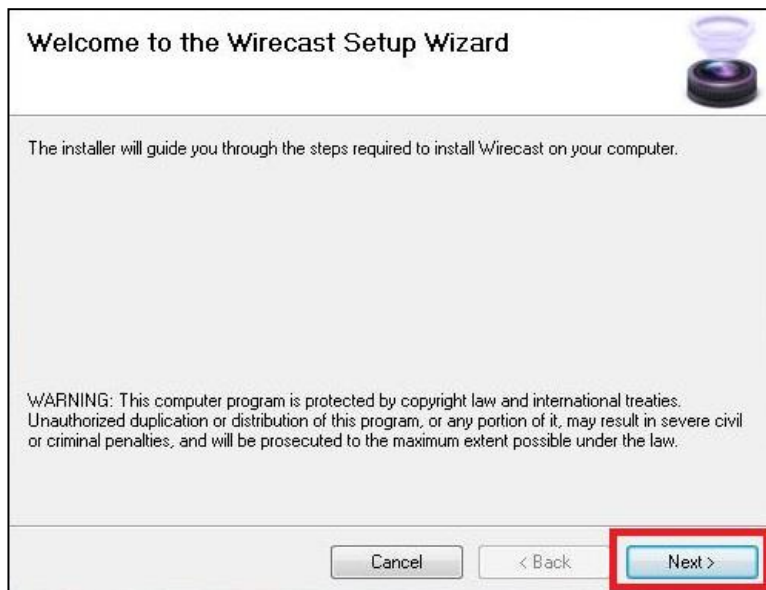 Welcome to the Wirecast Setup Wizard
The installer will guide you through the steps required to install Wirecast on your computer.
WARNING: This computer program is protected by copyright law and international treaties.
Unauthorized duplication or distribution of this program, or any portion of it, may result in severe civil
or criminal penalties, and will be prosecuted to the maximum extent possible under the law.
Cancel < Back Next >